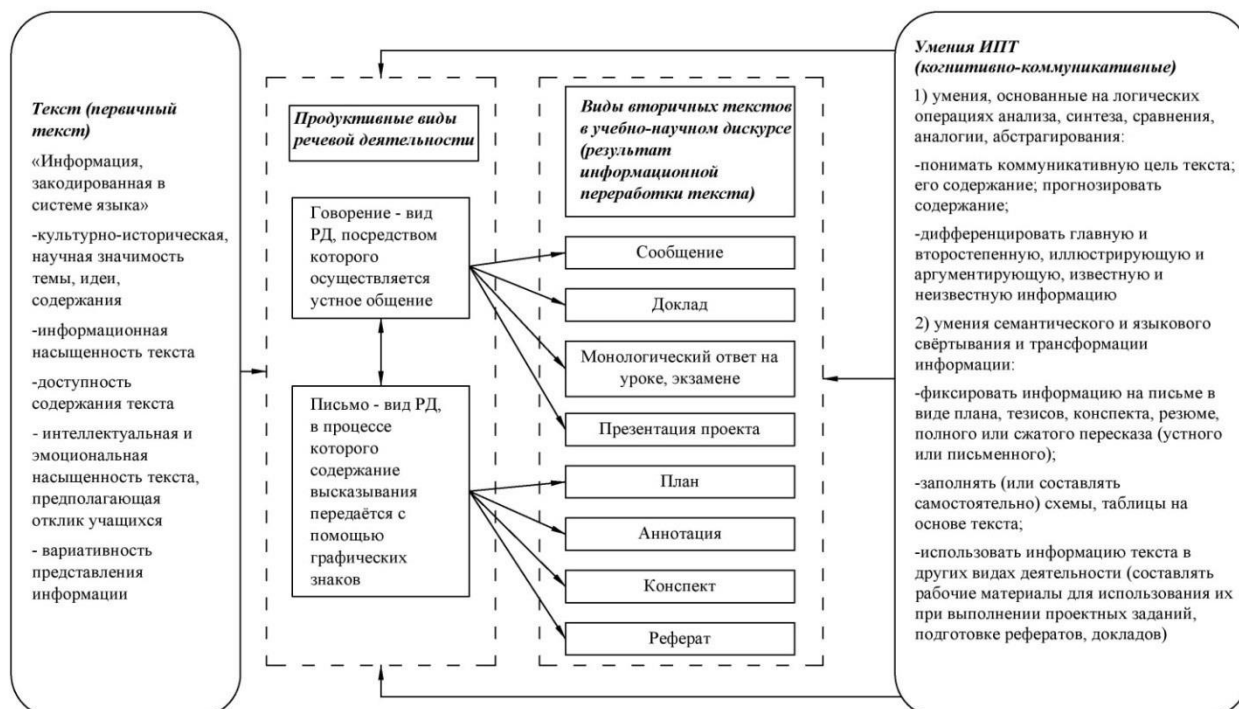 Текст (первичный
текст)
«Информация,
закодированная в
системе языка»
-культурно-историческая,
научная значимость
темы, идеи,
содержания
-информационная
насыщенность текста
-доступность
содержания текста
- интеллектуальная и
эмоциональная
насыщенность текста,
предполагающая
отклик учащихся
- вариативность
представления
информации
Продуктивные виды
речевой деятельности
Говорение - вид
РД, посредством
которого
осуществляется
устное общение
Письмо - вид РД,
в процессе
которого
содержание
высказывания
передаётся с
помощью
графических
знаков
Виды вторичных текстов
в учебно-научном дискурсе
(результат
информационной
переработки текста)
Сообщение
Доклад
Монологический ответ на
уроке, экзамене
Презентация проекта
План
Аннотация
Конспект
Реферат
Умения ИПТ
(когнитивно-коммуникативные)
1) умения, основанные на логических
операциях анализа, синтеза, сравнения,
аналогии, абстрагирования:
-понимать коммуникативную цель текста;
его содержание; прогнозировать
содержание;
-дифференцировать главную и
второстепенную, иллюстрирующую и
аргументирующую, известную и
неизвестную информацию
2) умения семантического и языкового
свёртывания и трансформации
информации:
-фиксировать информацию на письме в
виде плана, тезисов, конспекта, резюме,
полного или сжатого пересказа (устного
или письменного);
-заполнять (или составлять
самостоятельно) схемы, таблицы на
основе текста;
-использовать информацию текста в
других видах деятельности (составлять
рабочие материалы для использования их
при выполнении проектных заданий,
подготовке рефератов, докладов)